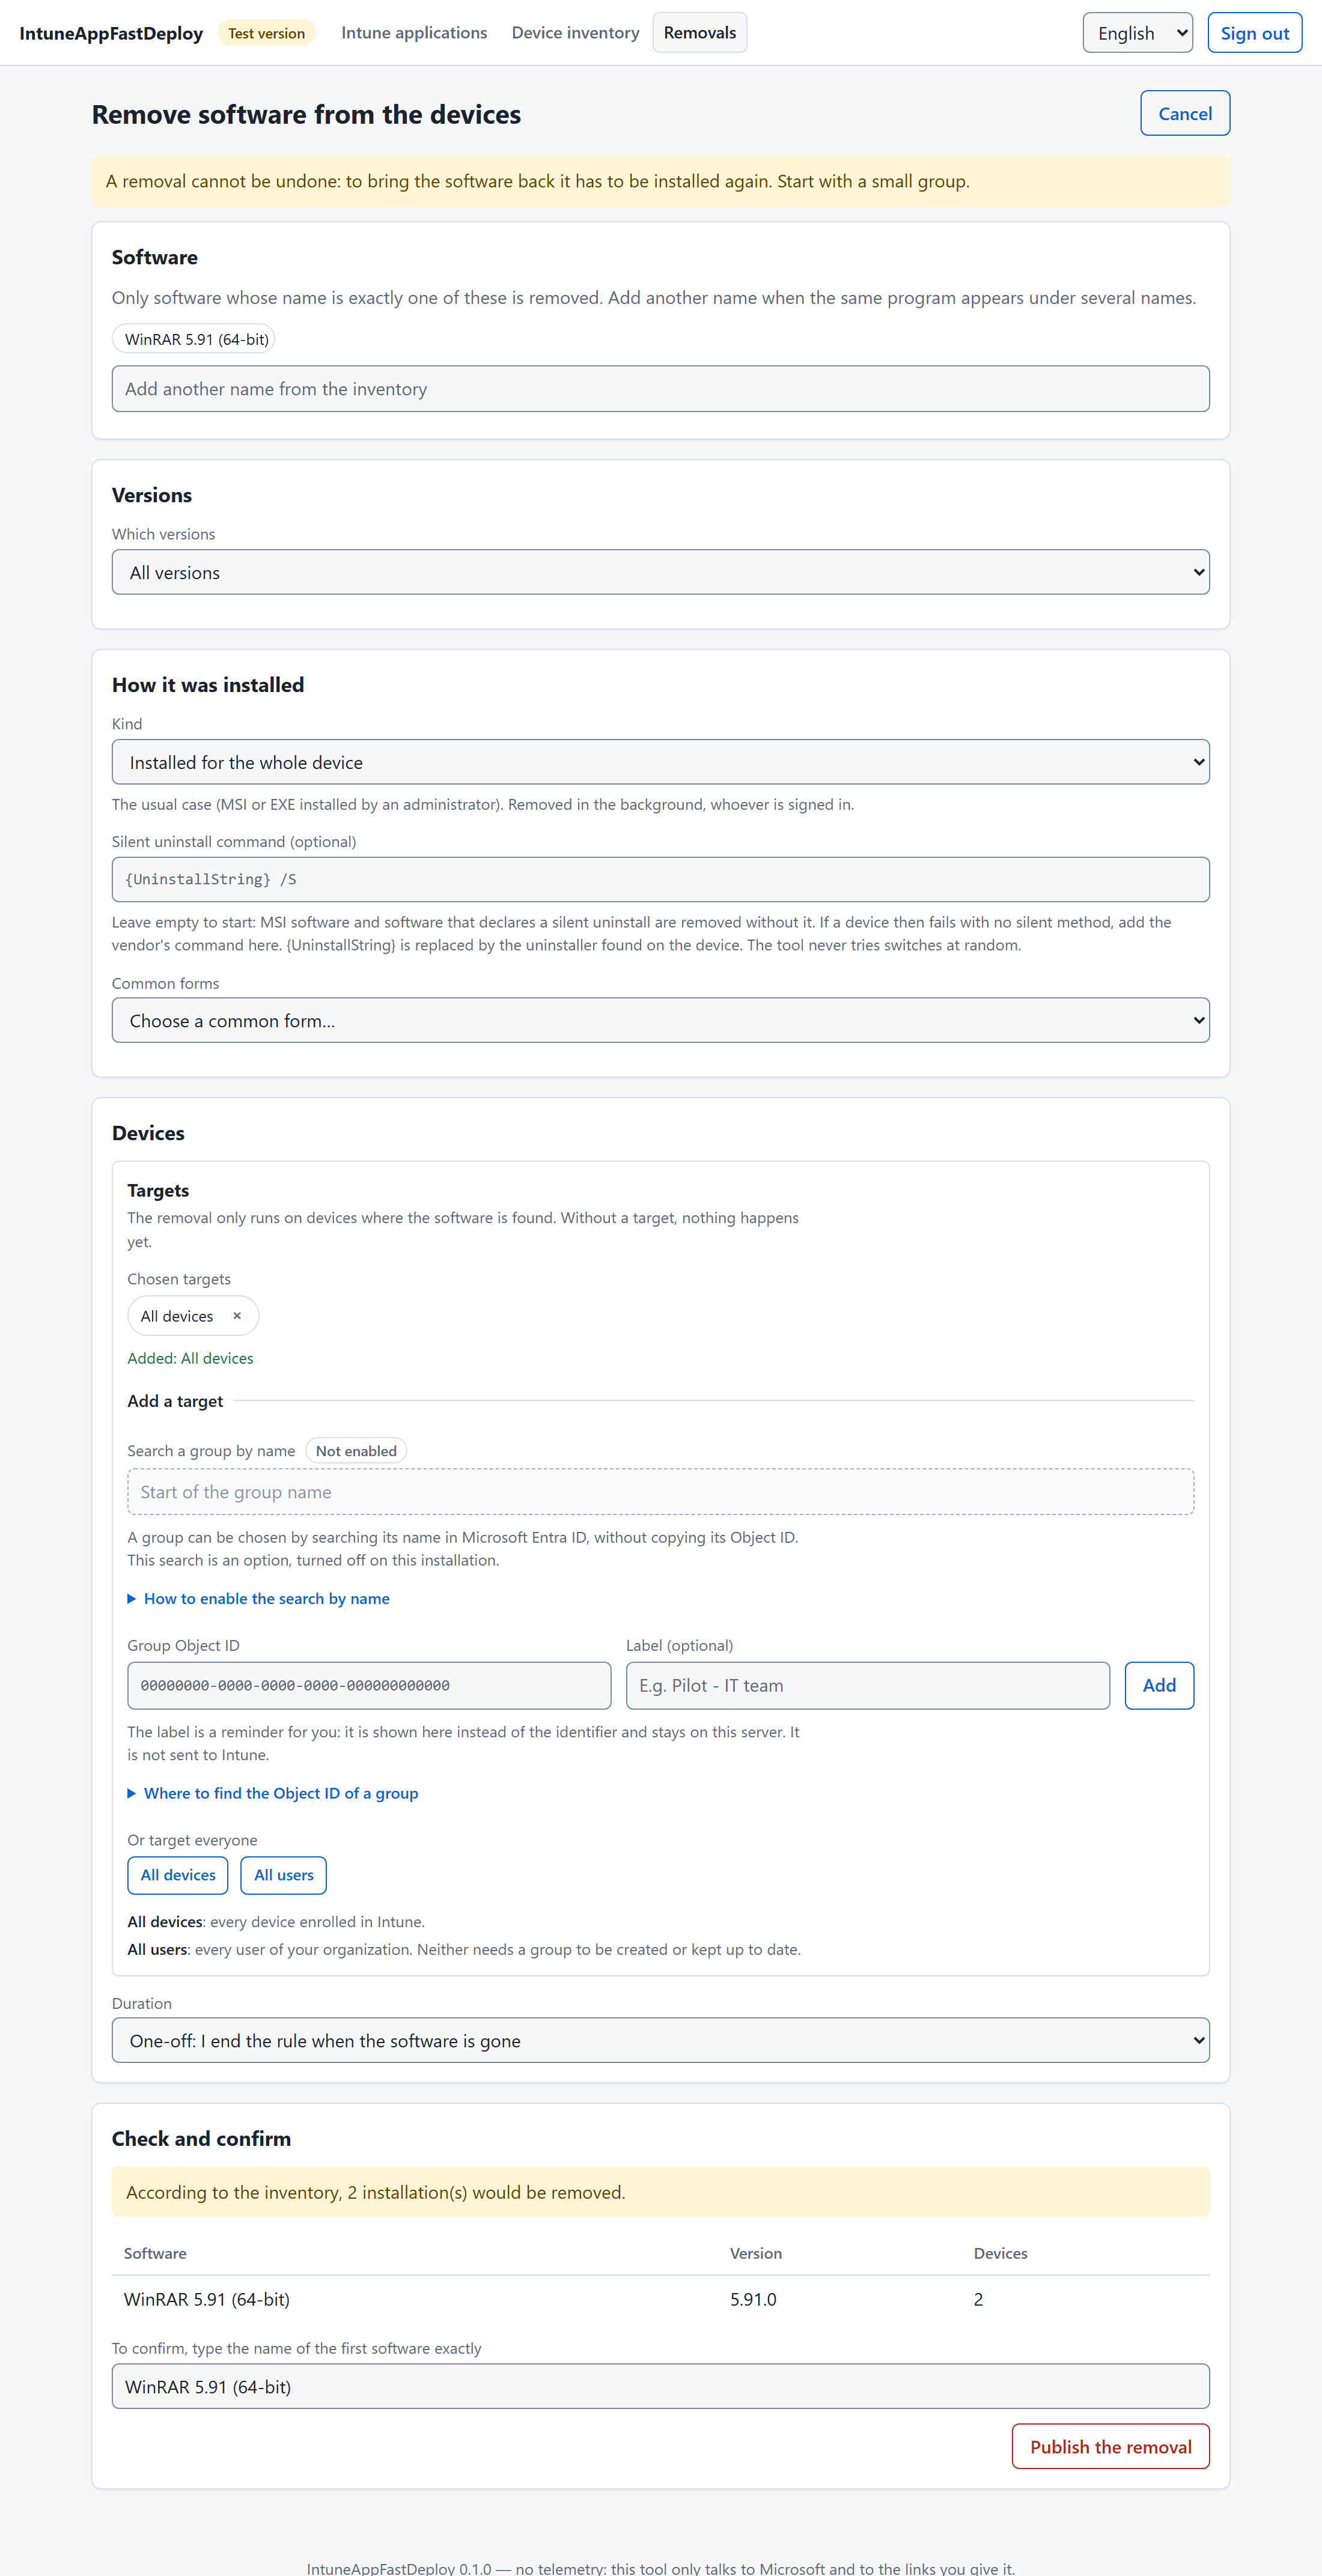 IntuneAppFastDeploy Test version Intune applications Device inventory Removals English Sign out
Remove software from the devices Cancel
A removal cannot be undone: to bring the software back it has to be installed again. Start with a small group.
Software
Only software whose name is exactly one of these is removed. Add another name when the same program appears under several names.
WinRAR 5.91 (64-bit)
Add another name from the inventory
Versions
Which versions
All versions
How it was installed
Kind
Installed for the whole device
The usual case (MSI or EXE installed by an administrator). Removed in the background, whoever is signed in.
Silent uninstall command (optional)
{UninstallString} /S
Leave empty to start: MSI software and software that declares a silent uninstall are removed without it. If a device then fails with no silent method, add the
vendor's command here. {UninstallString} is replaced by the uninstaller found on the device. The tool never tries switches at random.
Common forms
Choose a common form...
Devices
Targets
The removal only runs on devices where the software is found. Without a target, nothing happens
yet.
Chosen targets
All devices ×
Added: All devices
Add a target
Search a group by name Not enabled
Start of the group name
A group can be chosen by searching its name in Microsoft Entra ID, without copying its Object ID.
This search is an option, turned off on this installation.
How to enable the search by name
Group Object ID Label (optional)
00000000-0000-0000-0000-000000000000 E.g. Pilot - IT team Add
The label is a reminder for you: it is shown here instead of the identifier and stays on this server. It
is not sent to Intune.
Where to find the Object ID of a group
Or target everyone
All devices All users
All devices: every device enrolled in Intune.
All users: every user of your organization. Neither needs a group to be created or kept up to date.
Duration
One-off: I end the rule when the software is gone
Check and confirm
According to the inventory, 2 installation(s) would be removed.
Software Version Devices
WinRAR 5.91 (64-bit) 5.91.0 2
To confirm, type the name of the first software exactly
WinRAR 5.91 (64-bit)
Publish the removal
IntuneAppFastDeploy 0.1.0 — no telemetry: this tool only talks to Microsoft and to the links you give it.